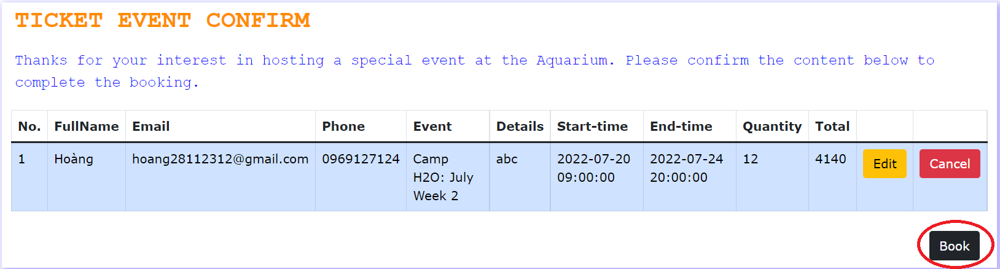 TICKET EVENT CONFIRM
Thanks for your interest in hosting a special event at the Aquarium. Please confirm the content below to
complete the booking.
No. FullName Email Phone Event Details Start-time End-time Quantity Total
1 Hoàng hoang28112312@gmail.com 0969127124 Camp abc 2022-07-20 2022-07-24 12 4140 Edit Cancel
H2O: July 09:00:00 20:00:00
Week 2
Book